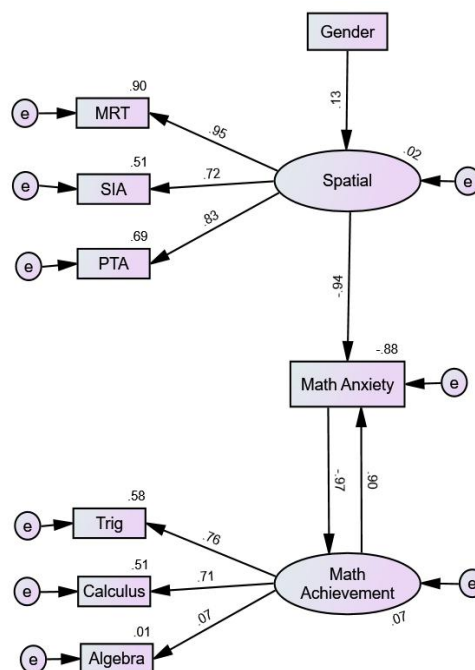 Gender
.13
.90
e
MRT
.95
.51
.02
e
SIA
.72
Spatial
e
.83
.69
e
PTA
-.94
-.88
Math Anxiety
e
-.97
.90
.58
e
Trig
.76
.51
e
Calculus
.71
Math
Achievement
e
.07
.07
.01
e
Algebra